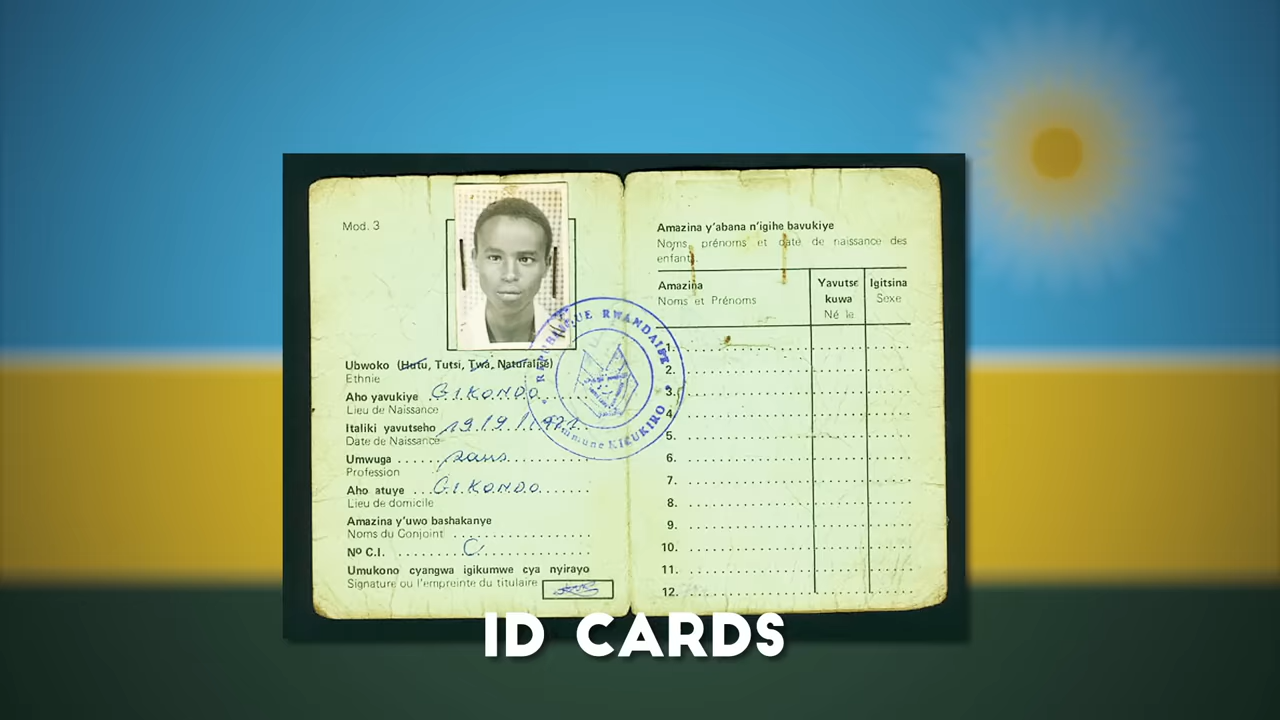 Mod. 3
Ubwoko (Hutu, Tutsi, Twa, Naturalisé)
Ethnie
Aho yavukiye GIKONDO
Lieu de Naissance
Italiki yavutseho
Date de Naissance
Umwuga sans
Profession
Aho atuye GIKONDO
Lieu de domicile
Amazina y'uwo bashakanye
Noms du Conjoint
Nº C.I.
Umukono cyangwa igikumwe cya nyirayo
Signature ou l'empreinte du titulaire
REPUBLIQUE RWANDAISE
Commune KICUKIRO
Amazina y'abana n'igihe bavukiye
Noms, prénoms et date de naissance des
enfants.
Amazina
Noms et Prénoms
Yavutse
kuwa
Né le
Igitsina
Sexe
1.
2.
3.
4.
5.
6.
7.
8.
9.
10.
11.
12.
ID CARDS